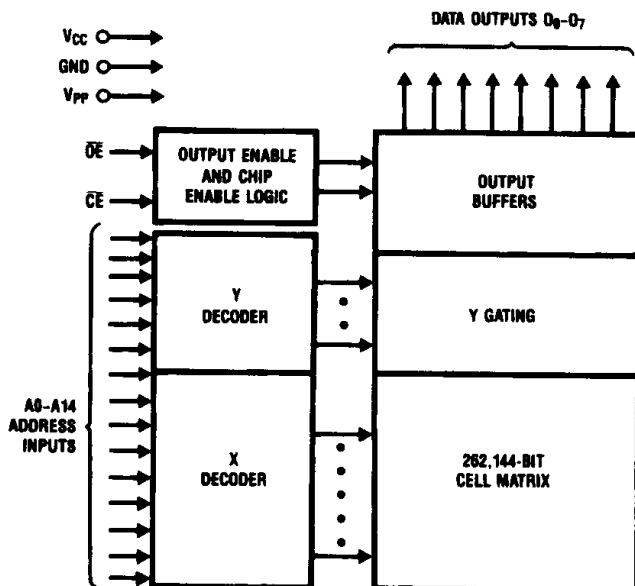 DATA OUTPUTS O0-O7
VCC
GND
VPP
OE
CE
OUTPUT ENABLE
AND CHIP
ENABLE LOGIC
OUTPUT
BUFFERS
Y
DECODER
Y GATING
A0-A14
ADDRESS
INPUTS
X
DECODER
262,144-BIT
CELL MATRIX